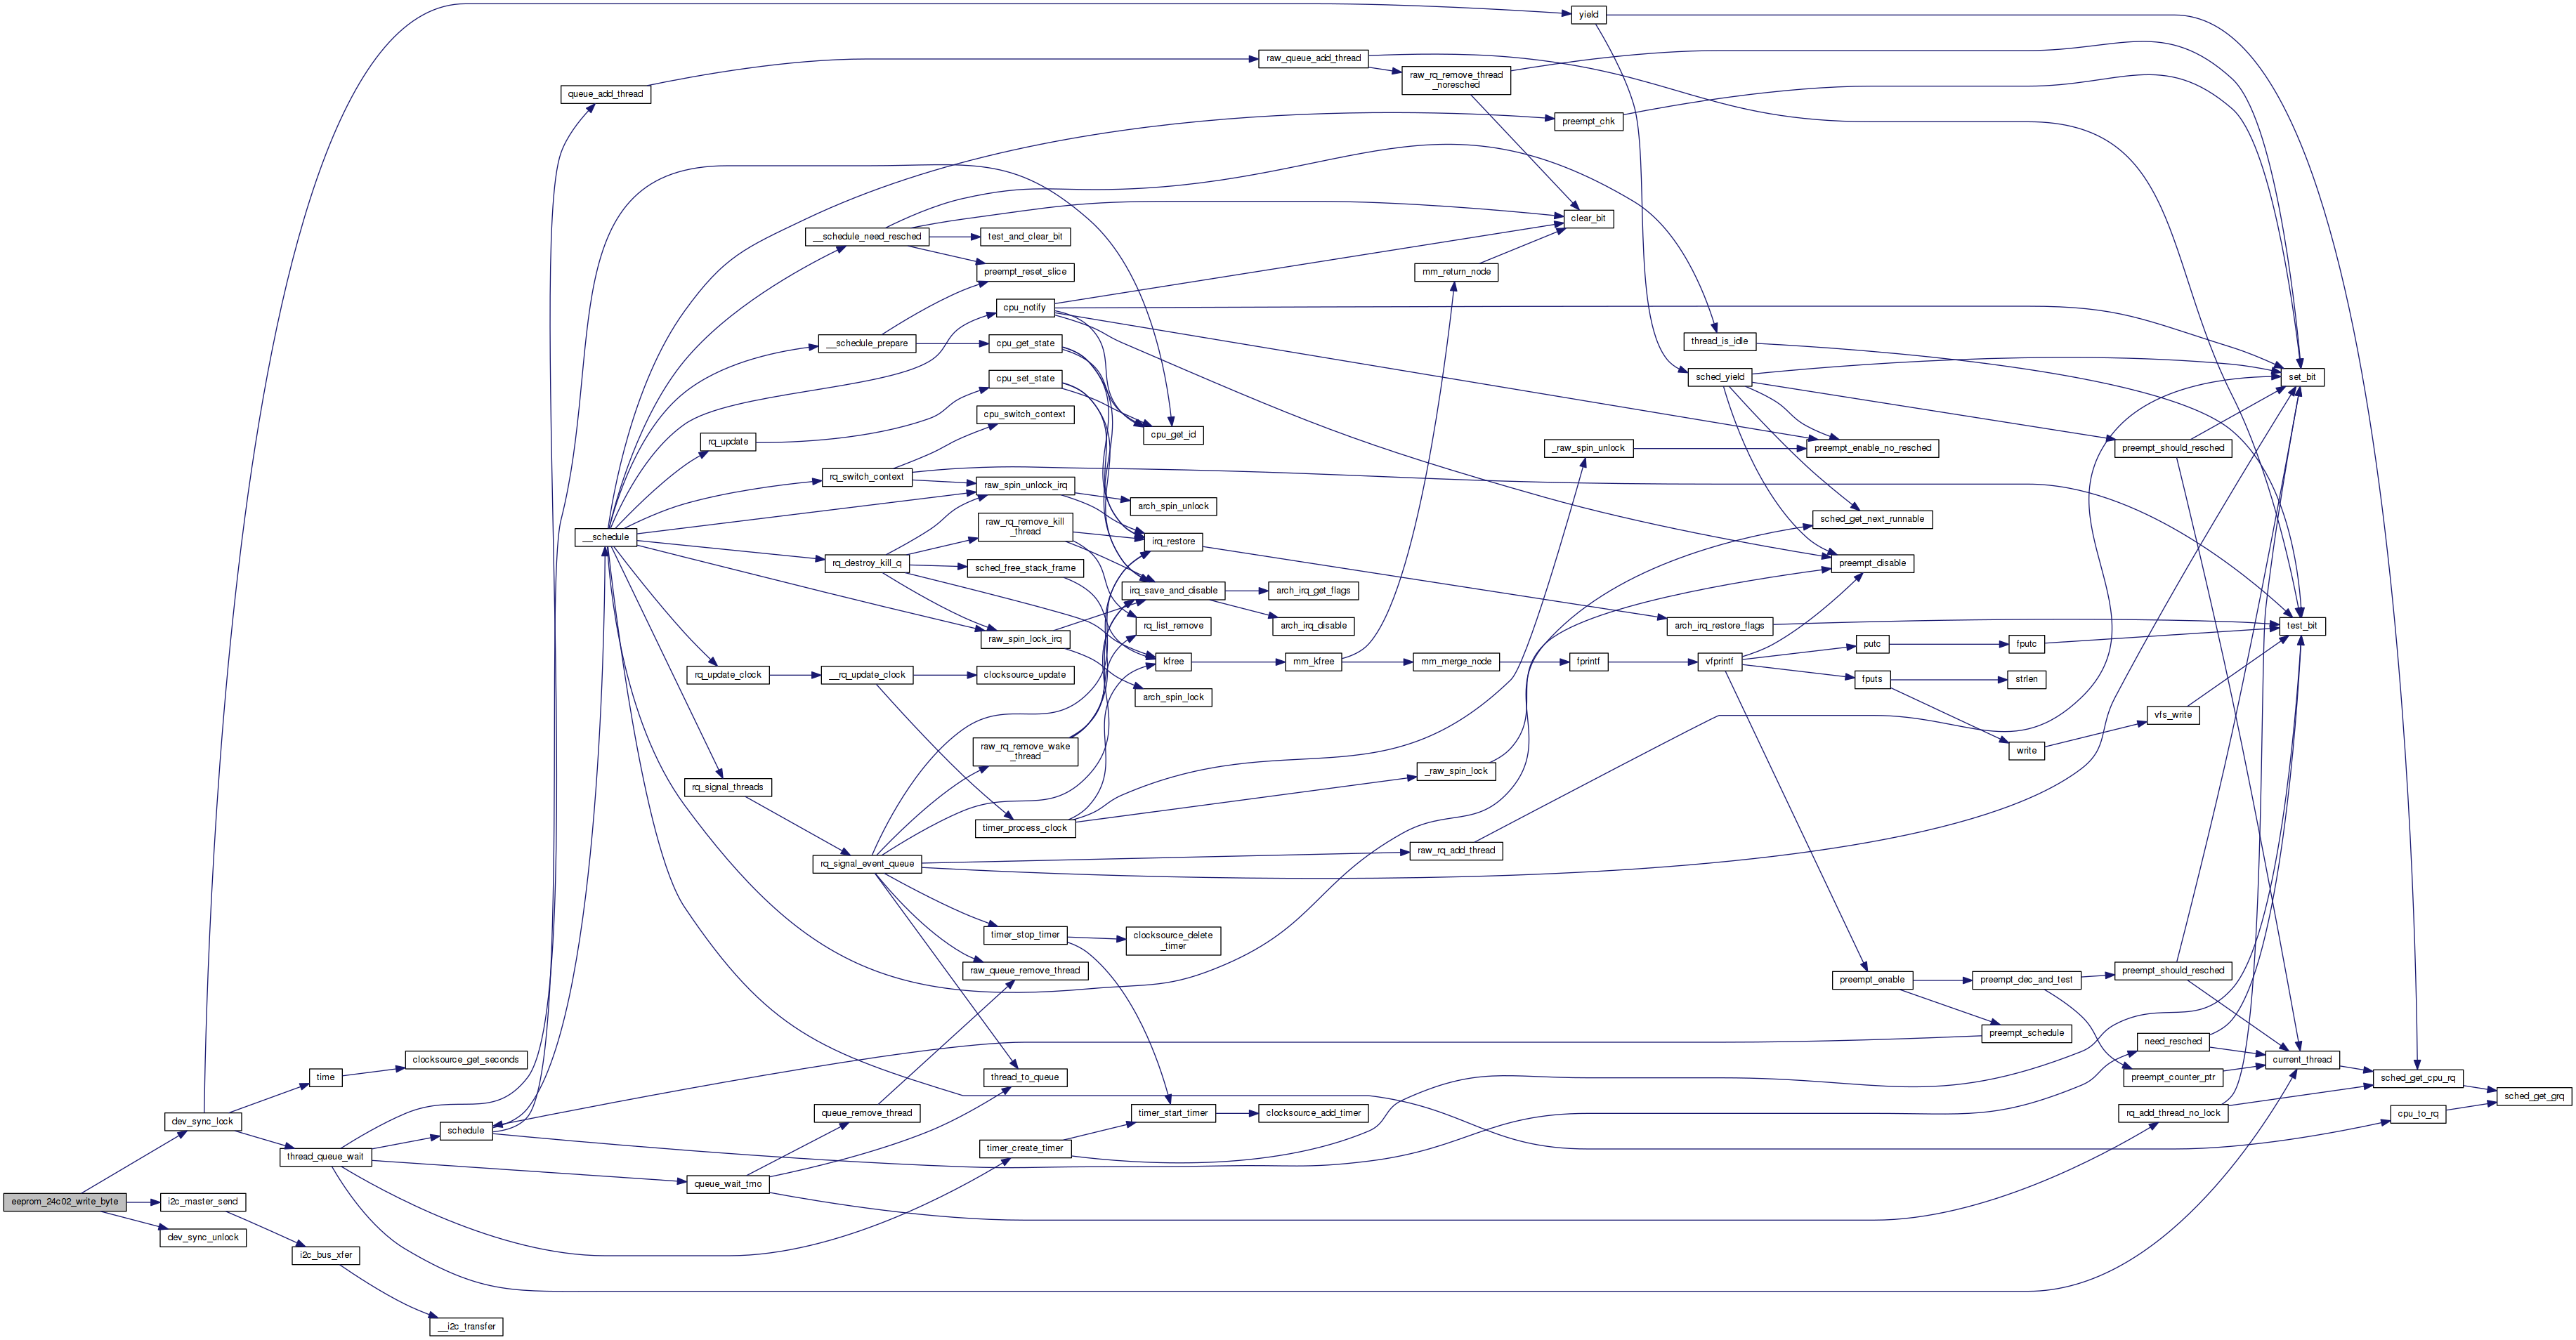 yield
raw_queue_add_thread
raw_rq_remove_thread
_noresched
queue_add_thread
preempt_chk
clear_bit
__schedule_need_resched
test_and_clear_bit
preempt_reset_slice
mm_return_node
cpu_notify
__schedule_prepare
cpu_get_state
thread_is_idle
cpu_set_state
sched_yield
set_bit
cpu_switch_context
cpu_get_id
rq_update
_raw_spin_unlock
preempt_enable_no_resched
preempt_should_resched
rq_switch_context
raw_spin_unlock_irq
arch_spin_unlock
sched_get_next_runnable
raw_rq_remove_kill
_thread
__schedule
irq_restore
rq_destroy_kill_q
sched_free_stack_frame
preempt_disable
irq_save_and_disable
arch_irq_get_flags
rq_list_remove
arch_irq_disable
arch_irq_restore_flags
test_bit
raw_spin_lock_irq
putc
fputc
kfree
mm_kfree
mm_merge_node
fprintf
vfprintf
rq_update_clock
__rq_update_clock
clocksource_update
fputs
strlen
arch_spin_lock
vfs_write
raw_rq_remove_wake
_thread
write
_raw_spin_lock
rq_signal_threads
timer_process_clock
raw_rq_add_thread
rq_signal_event_queue
timer_stop_timer
clocksource_delete
_timer
raw_queue_remove_thread
preempt_enable
preempt_dec_and_test
preempt_should_resched
preempt_schedule
need_resched
clocksource_get_seconds
current_thread
time
thread_to_queue
preempt_counter_ptr
sched_get_cpu_rq
sched_get_grq
dev_sync_lock
queue_remove_thread
timer_start_timer
clocksource_add_timer
rq_add_thread_no_lock
cpu_to_rq
schedule
timer_create_timer
thread_queue_wait
queue_wait_tmo
eeprom_24c02_write_byte
i2c_master_send
dev_sync_unlock
i2c_bus_xfer
__i2c_transfer